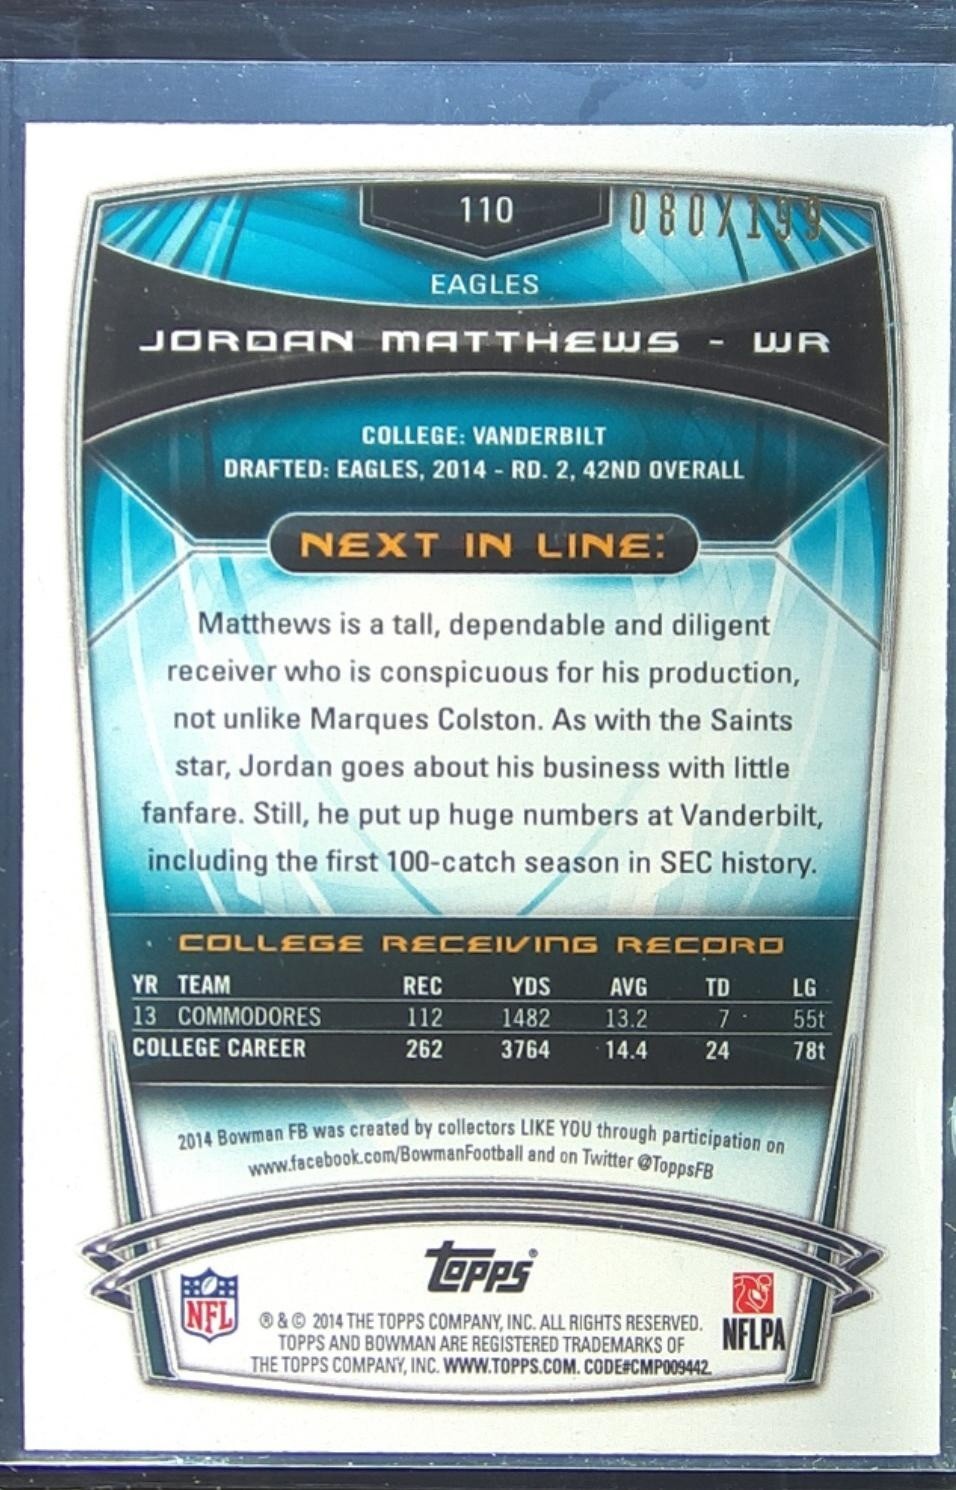 110
080/199
EAGLES
JORDAN MATTHEWS - WR
COLLEGE: VANDERBILT
DRAFTED: EAGLES, 2014 - RD. 2, 42ND OVERALL
NEXT IN LINE:
Matthews is a tall, dependable and diligent
receiver who is conspicuous for his production,
not unlike Marques Colston. As with the Saints
star, Jordan goes about his business with little
fanfare. Still, he put up huge numbers at Vanderbilt,
including the first 100-catch season in SEC history.
COLLEGE RECEIVING RECORD
YR TEAM REC YDS AVG TD LG
13 COMMODORES 112 1482 13.2 7 55t
COLLEGE CAREER 262 3764 14.4 24 78t
2014 Bowman FB was created by collectors LIKE YOU through participation on
www.facebook.com/BowmanFootball and on Twitter @ToppsFB
topps®
NFL
NFLPA
® & © 2014 THE TOPPS COMPANY, INC. ALL RIGHTS RESERVED.
TOPPS AND BOWMAN ARE REGISTERED TRADEMARKS OF
THE TOPPS COMPANY, INC. WWW.TOPPS.COM. CODE#CMP009442